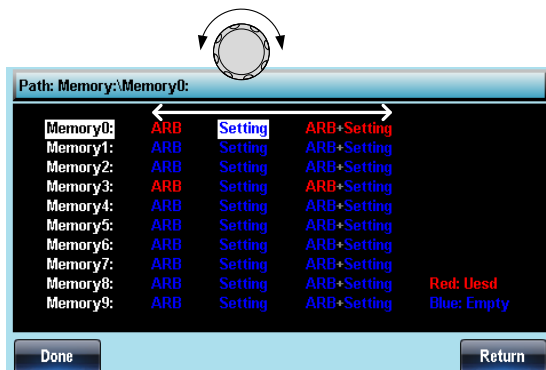 Path: Memory:\Memory0:
Memory0: ARB Setting ARB+Setting
Memory1: ARB Setting ARB+Setting
Memory2: ARB Setting ARB+Setting
Memory3: ARB Setting ARB+Setting
Memory4: ARB Setting ARB+Setting
Memory5: ARB Setting ARB+Setting
Memory6: ARB Setting ARB+Setting
Memory7: ARB Setting ARB+Setting
Memory8: ARB Setting ARB+Setting Red: Uesd
Memory9: ARB Setting ARB+Setting Blue: Empty
Done Return